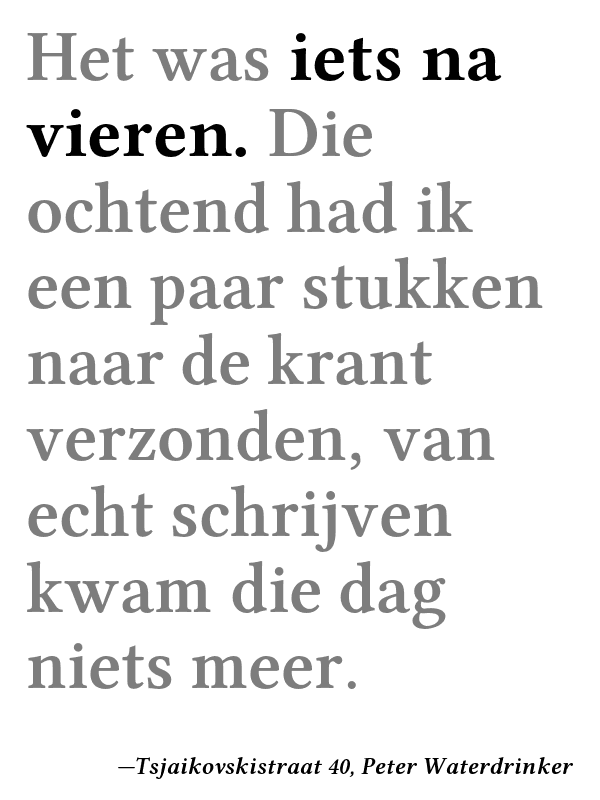 Het was iets na
vieren. Die
ochtend had ik
een paar stukken
naar de krant
verzonden, van
echt schrijven
kwam die dag
niets meer.
—Tsjaikovskistraat 40, Peter Waterdrinker